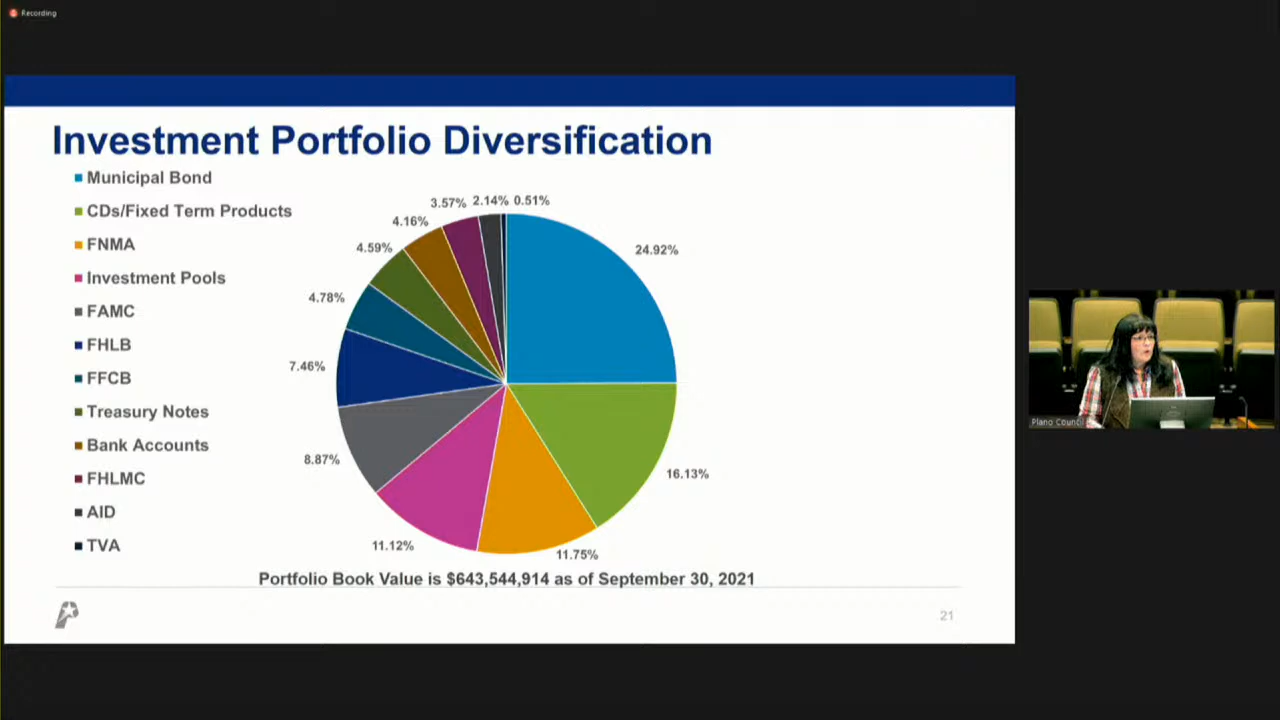 Recording
Investment Portfolio Diversification
Municipal Bond
CDs/Fixed Term Products
FNMA
Investment Pools
FAMC
FHLB
FFCB
Treasury Notes
Bank Accounts
FHLMC
AID
TVA
24.92%
16.13%
11.75%
11.12%
8.87%
7.46%
4.78%
4.59%
4.16%
3.57%
2.14%
0.51%
Portfolio Book Value is $643,544,914 as of September 30, 2021
21
Plano Council